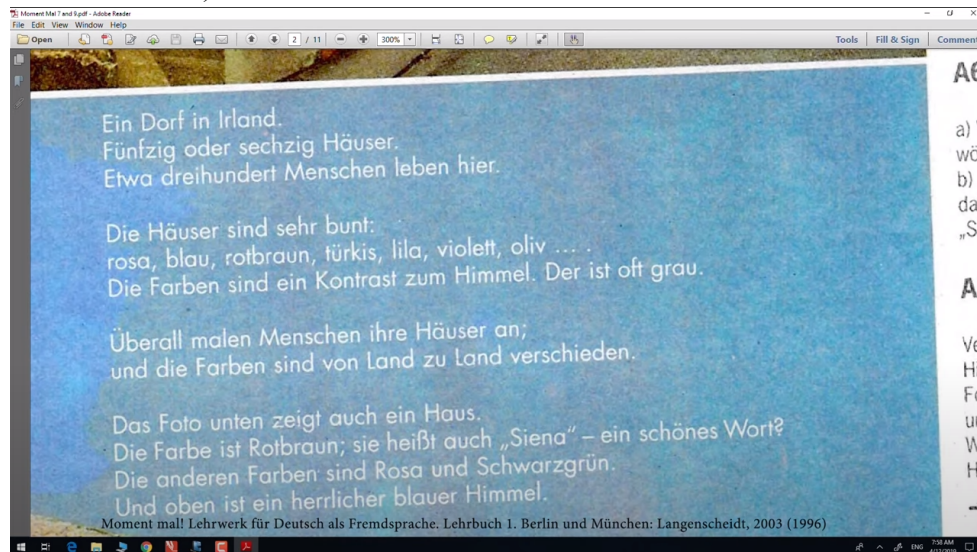 Moment Mal 7 and 9.pdf - Adobe Reader
File Edit View Window Help
Open 2 / 11 300% Tools Fill & Sign Comment
Ein Dorf in Irland.
Fünfzig oder sechzig Häuser.
Etwa dreihundert Menschen leben hier.
Die Häuser sind sehr bunt:
rosa, blau, rotbraun, türkis, lila, violett, oliv ... .
Die Farben sind ein Kontrast zum Himmel. Der ist oft grau.
Überall malen Menschen ihre Häuser an;
und die Farben sind von Land zu Land verschieden.
Das Foto unten zeigt auch ein Haus.
Die Farbe ist Rotbraun; sie heißt auch „Siena“ – ein schönes Wort?
Die anderen Farben sind Rosa und Schwarzgrün.
Und oben ist ein herrlicher blauer Himmel.
Moment mal! Lehrwerk für Deutsch als Fremdsprache. Lehrbuch 1. Berlin und München: Langenscheidt, 2003 (1996)
a)
b)
ENG 7:58 AM